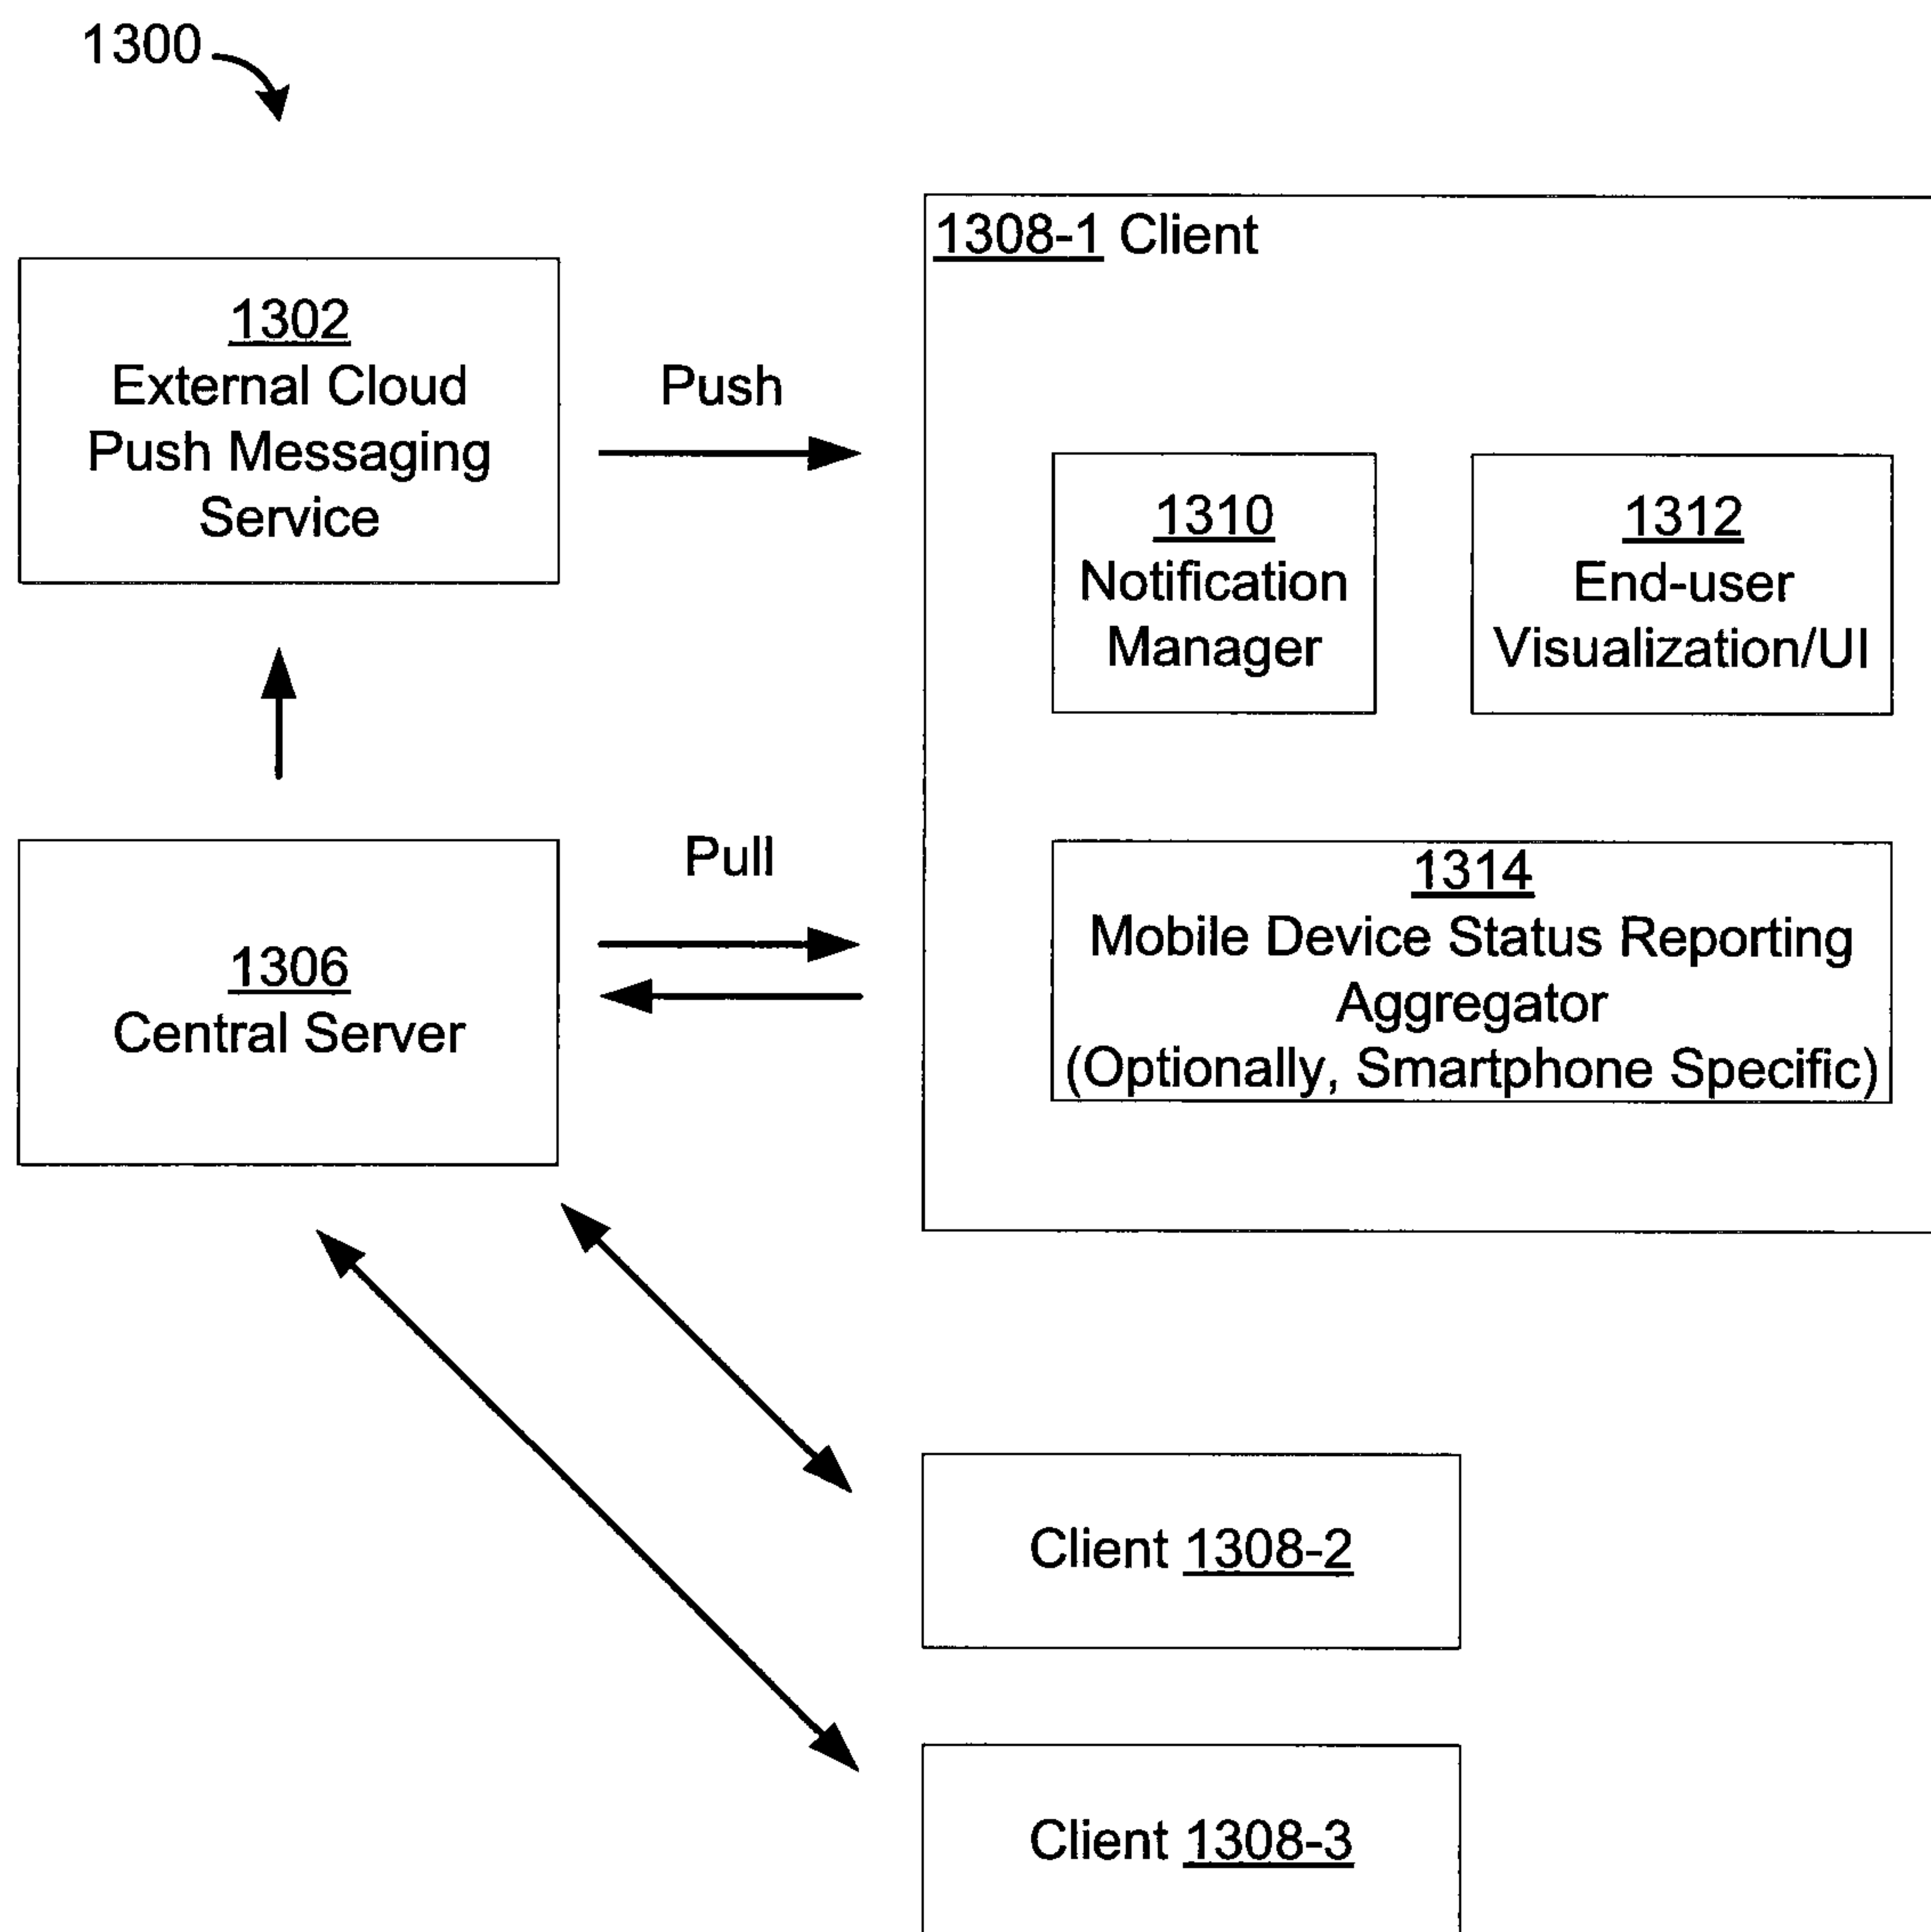 1300
1302
External Cloud
Push Messaging
Service
Push
1308-1 Client
1310
Notification
Manager
1312
End-user
Visualization/UI
1306
Central Server
Pull
1314
Mobile Device Status Reporting
Aggregator
(Optionally, Smartphone Specific)
Client 1308-2
Client 1308-3